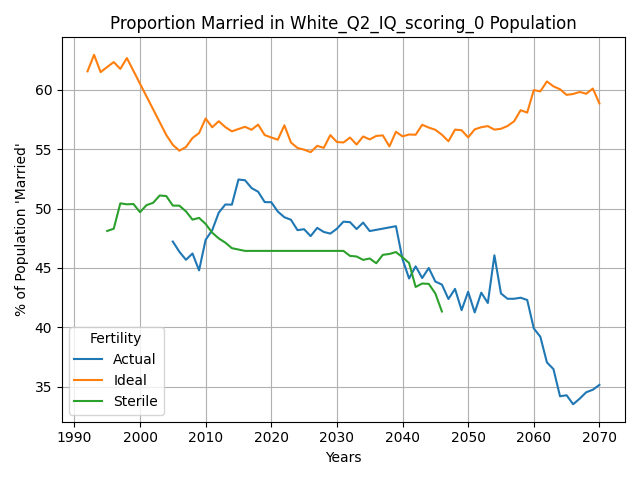 Proportion Married in White_Q2_IQ_scoring_0 Population
% of Population 'Married'
60
55
50
45
40
35
Fertility
Actual
Ideal
Sterile
1990 2000 2010 2020 2030 2040 2050 2060 2070
Years